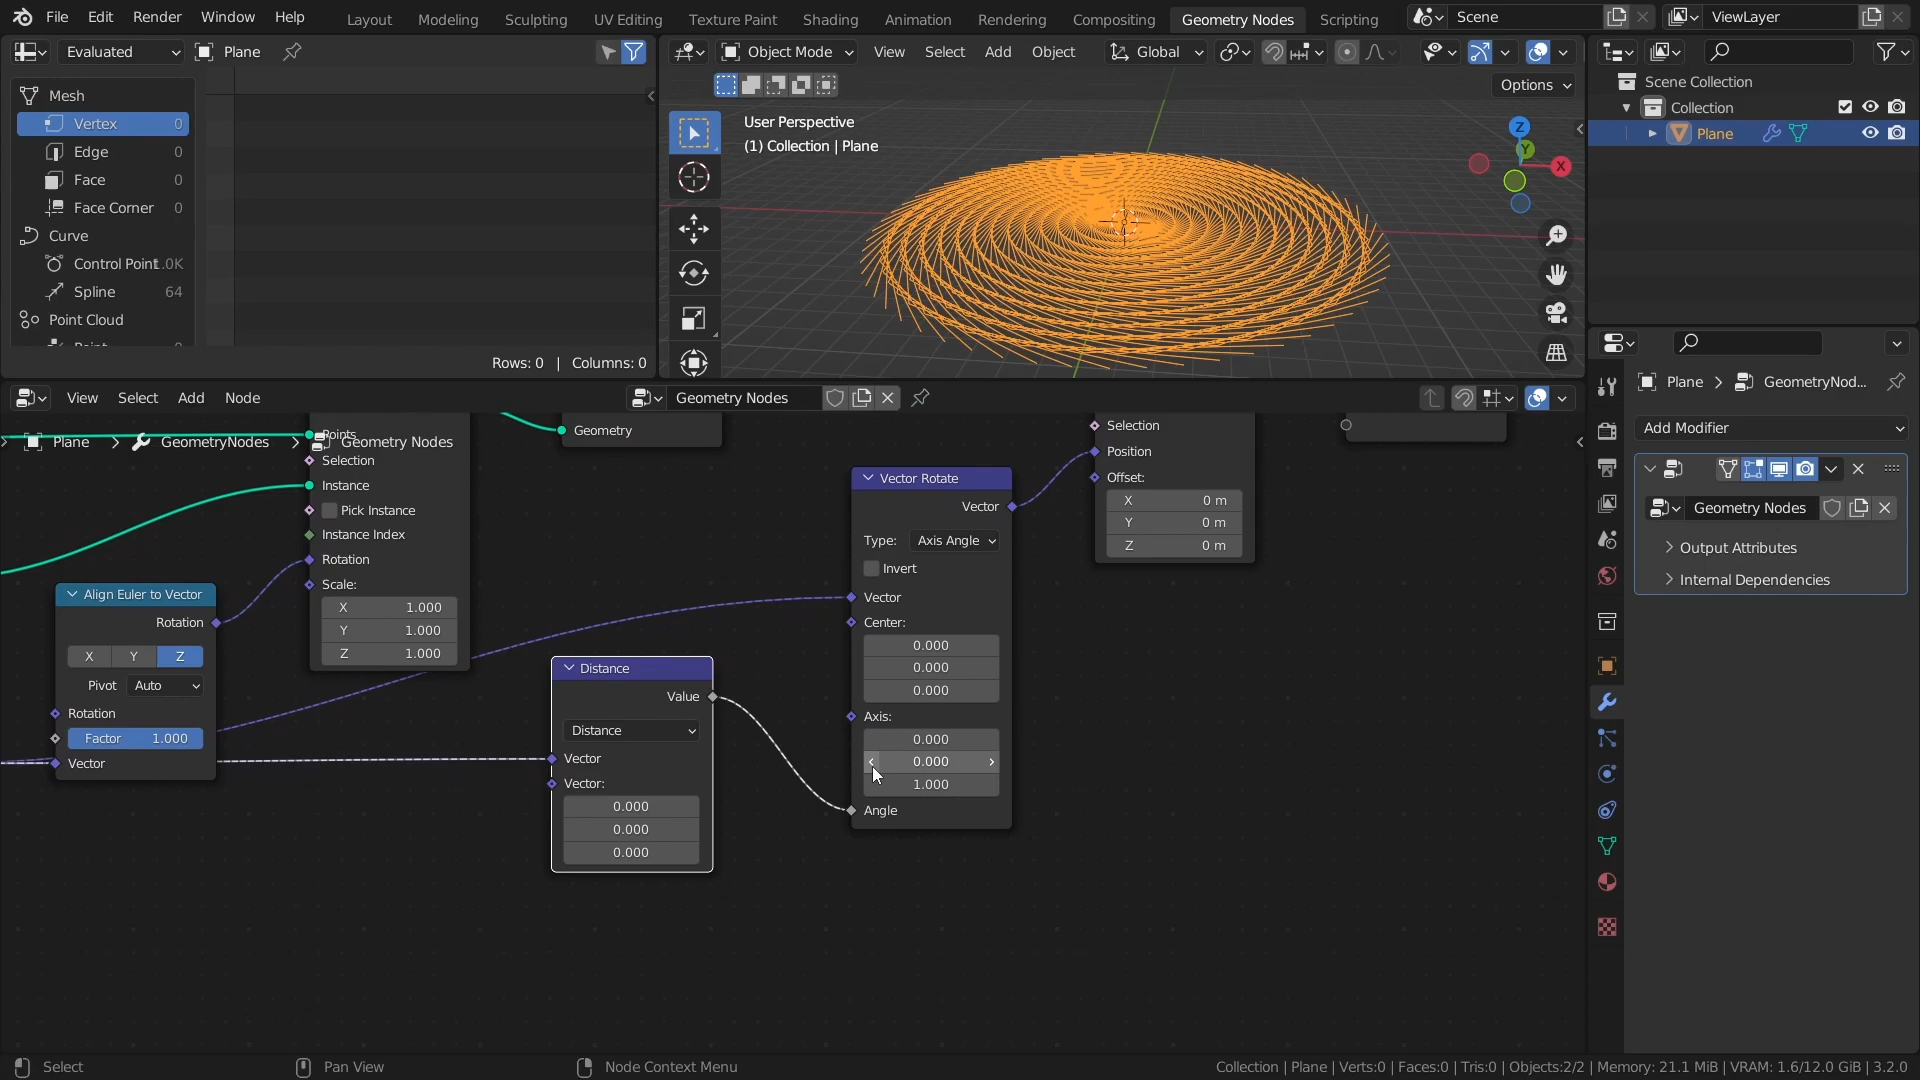 File Edit Render Window Help
Layout Modeling Sculpting UV Editing Texture Paint Shading Animation Rendering Compositing Geometry Nodes Scripting
Scene
ViewLayer
Evaluated
Plane
Object Mode View Select Add Object
Global
Options
Mesh
Vertex 0
Edge 0
Face 0
Face Corner 0
Curve
Control Point .0K
Spline 64
Point Cloud
Rows: 0 | Columns: 0
User Perspective
(1) Collection | Plane
Z
Y
X
Scene Collection
Collection
Plane
View Select Add Node
Geometry Nodes
Plane > GeometryNodes > Geometry Nodes
Points
Selection
Instance
Pick Instance
Instance Index
Rotation
Scale:
X 1.000
Y 1.000
Z 1.000
Geometry
Align Euler to Vector
Rotation
X Y Z
Pivot Auto
Rotation
Factor 1.000
Vector
Distance
Value
Distance
Vector
Vector:
0.000
0.000
0.000
Vector Rotate
Vector
Type: Axis Angle
Invert
Vector
Center:
0.000
0.000
0.000
Axis:
0.000
0.000
1.000
Angle
Selection
Position
Offset:
X 0 m
Y 0 m
Z 0 m
Plane > GeometryNod...
Add Modifier
Geometry Nodes
Output Attributes
Internal Dependencies
Select
Pan View
Node Context Menu
Collection | Plane | Verts:0 | Faces:0 | Tris:0 | Objects:2/2 | Memory: 21.1 MiB | VRAM: 1.6/12.0 GiB | 3.2.0